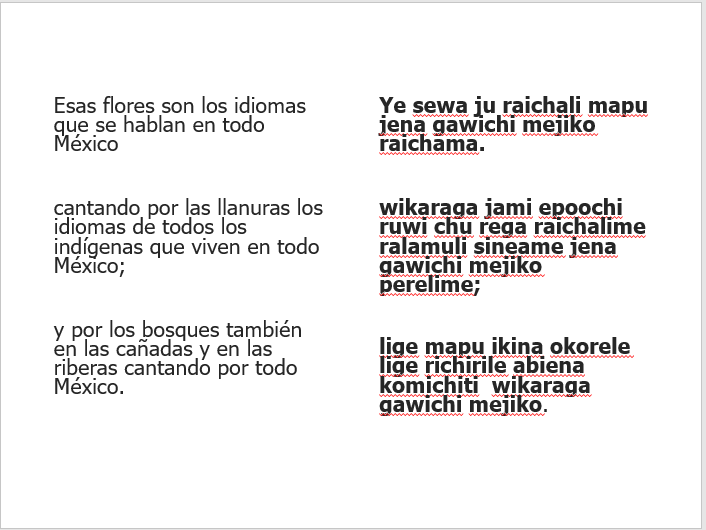 Esas flores son los idiomas
que se hablan en todo
México
cantando por las llanuras los
idiomas de todos los
indígenas que viven en todo
México;
y por los bosques también
en las cañadas y en las
riberas cantando por todo
México.
Ye sewa ju raichali mapu
jena gawichi mejiko
raichama.
wikaraga jami epoochi
ruwi chu rega raichalime
ralamuli sineame jena
gawichi mejiko
perelime;
lige mapu ikina okorele
lige richirile abiena
komichiti wikaraga
gawichi mejiko.